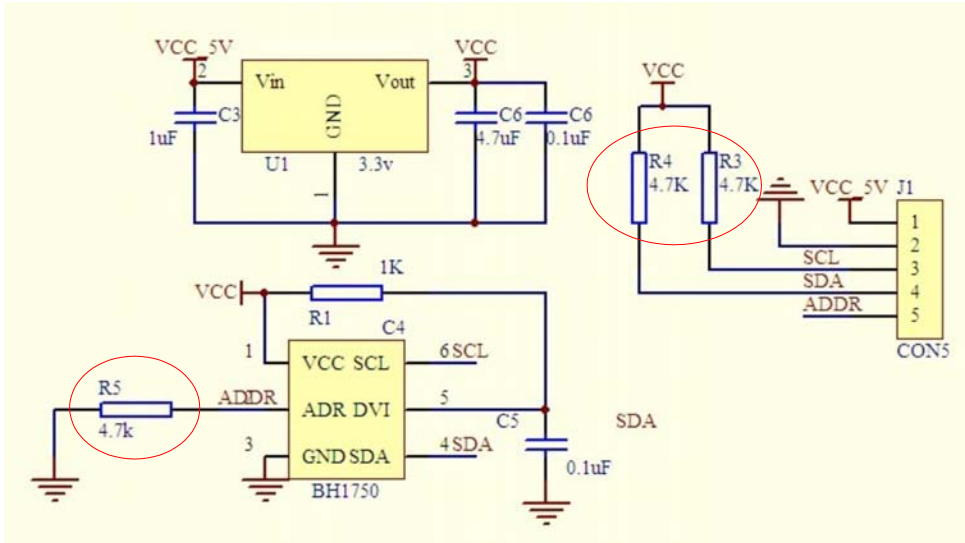 VCC_5V
VCC
2
3
Vin
Vout
GND
C3
1uF
C6
4.7uF
C6
0.1uF
U1
3.3v
1
VCC
R4
4.7K
R3
4.7K
VCC_5V
J1
1
2
SCL
3
SDA
4
ADDR
5
CON5
1K
VCC
R1
C4
1
VCC SCL
6 SCL
R5
4.7k
ADDR
ADR DVI
5
C5
SDA
3
GND SDA
4 SDA
0.1uF
BH1750